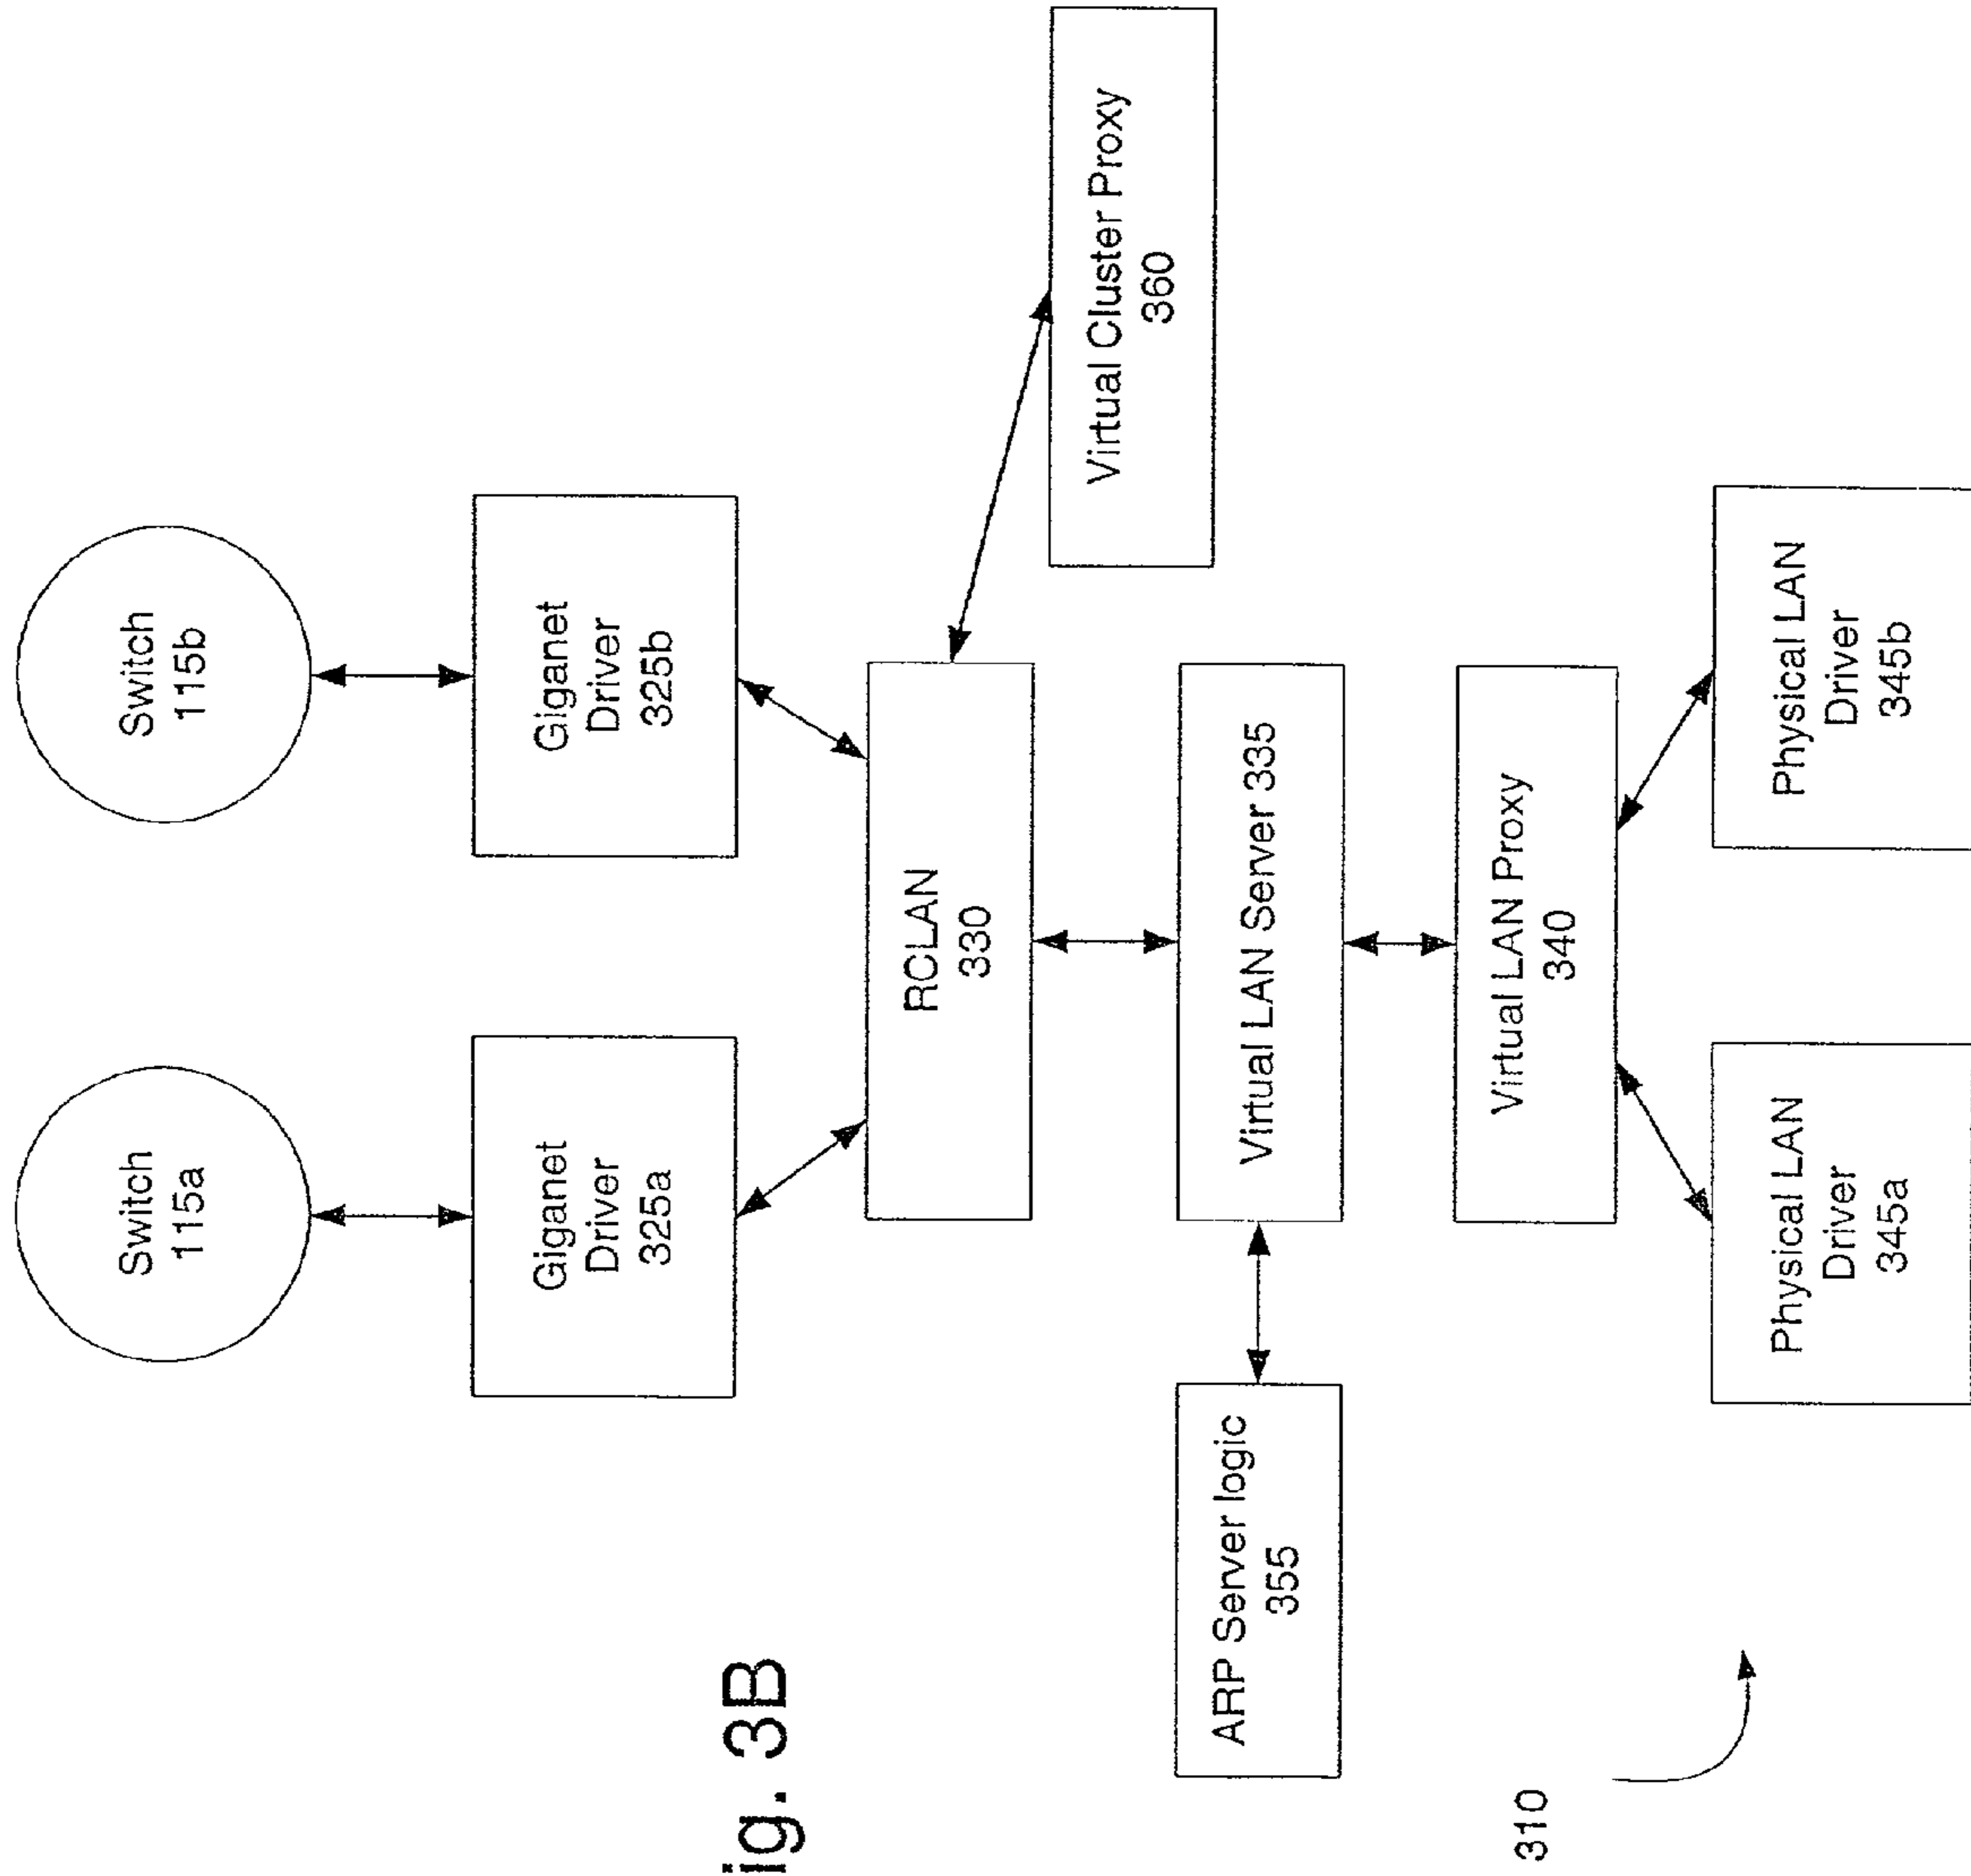 Switch
115a
Switch
115b
Giganet
Driver
325a
Giganet
Driver
325b
RCLAN
330
Virtual Cluster Proxy
360
ARP Server logic
355
Virtual LAN Server 335
Virtual LAN Proxy
340
Physical LAN
Driver
345a
Physical LAN
Driver
345b
310
ig. 3B